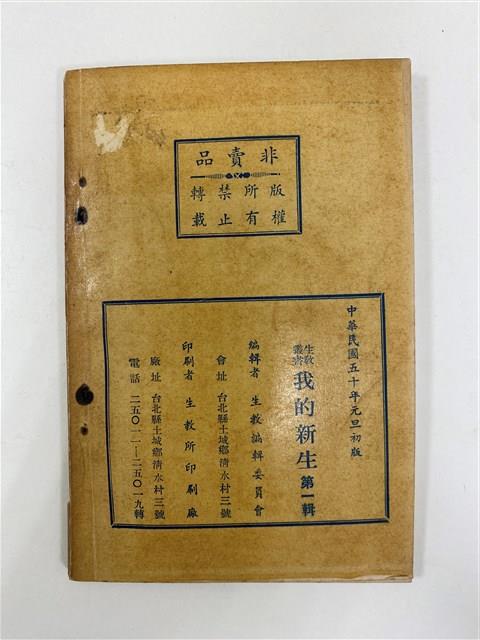 非賣品
版權所有
禁止轉載
中華民國五十年元旦初版
生教叢書
我的新生第一輯
編輯者 生教編輯委員會
會址 台北縣土城鄉清水村三號
印刷者 生教所印刷廠
廠址 台北縣土城鄉清水村三號
電話 二五〇一一—二五〇一九轉